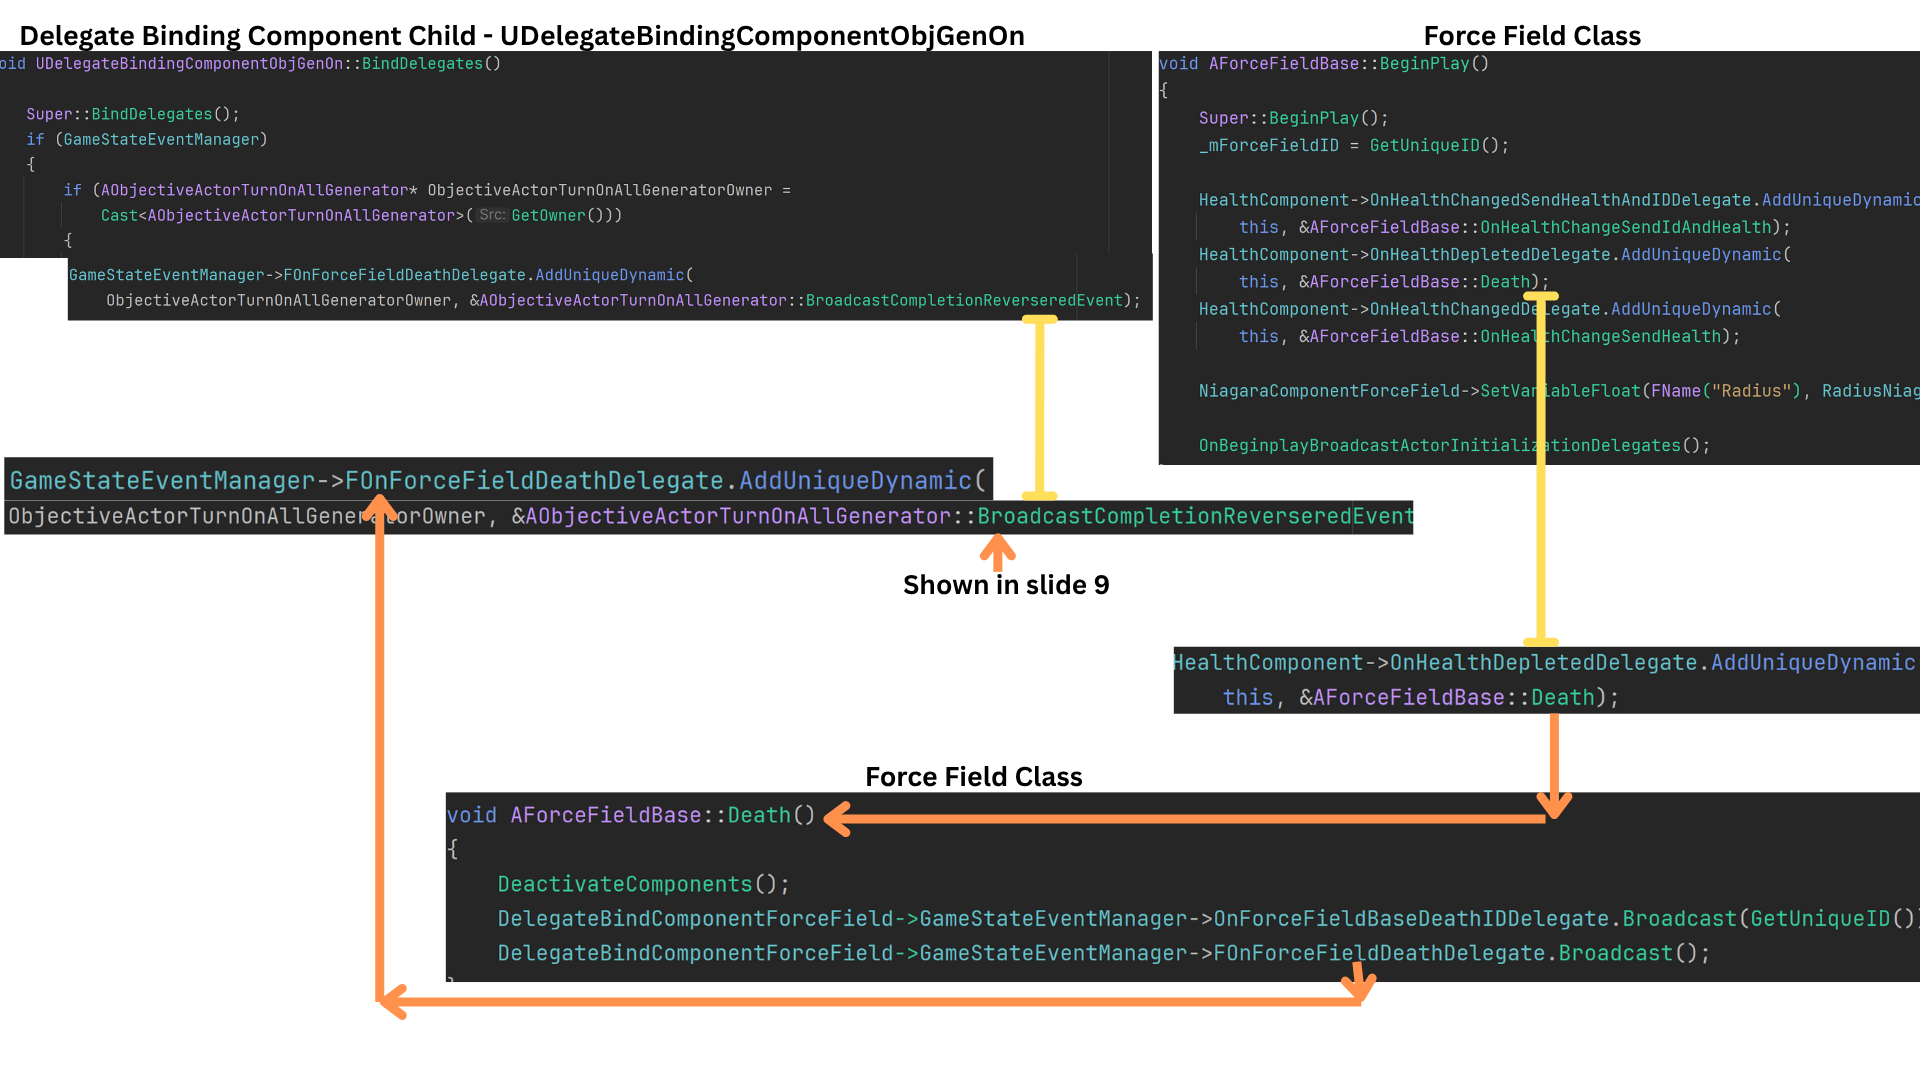 Delegate Binding Component Child - UDelegateBindingComponentObjGenOn
oid UDelegateBindingComponentObjGenOn::BindDelegates()
Super::BindDelegates();
if (GameStateEventManager)
{
if (AObjectiveActorTurnOnAllGenerator* ObjectiveActorTurnOnAllGeneratorOwner =
Cast<AObjectiveActorTurnOnAllGenerator>( Src: GetOwner()))
{
GameStateEventManager->FOnForceFieldDeathDelegate.AddUniqueDynamic(
ObjectiveActorTurnOnAllGeneratorOwner, &AObjectiveActorTurnOnAllGenerator::BroadcastCompletionReverseredEvent);
Force Field Class
void AForceFieldBase::BeginPlay()
{
Super::BeginPlay();
_mForceFieldID = GetUniqueID();
HealthComponent->OnHealthChangedSendHealthAndIDDelegate.AddUniqueDynamic
this, &AForceFieldBase::OnHealthChangeSendIdAndHealth);
HealthComponent->OnHealthDepletedDelegate.AddUniqueDynamic(
this, &AForceFieldBase::Death);
HealthComponent->OnHealthChangedDelegate.AddUniqueDynamic(
this, &AForceFieldBase::OnHealthChangeSendHealth);
NiagaraComponentForceField->SetVariableFloat(FName("Radius"), RadiusNiag
OnBeginplayBroadcastActorInitializationDelegates();
GameStateEventManager->FOnForceFieldDeathDelegate.AddUniqueDynamic(
ObjectiveActorTurnOnAllGeneratorOwner, &AObjectiveActorTurnOnAllGenerator::BroadcastCompletionReverseredEvent
Shown in slide 9
HealthComponent->OnHealthDepletedDelegate.AddUniqueDynamic
this, &AForceFieldBase::Death);
Force Field Class
void AForceFieldBase::Death()
{
DeactivateComponents();
DelegateBindComponentForceField->GameStateEventManager->OnForceFieldBaseDeathIDDelegate.Broadcast(GetUniqueID())
DelegateBindComponentForceField->GameStateEventManager->FOnForceFieldDeathDelegate.Broadcast();